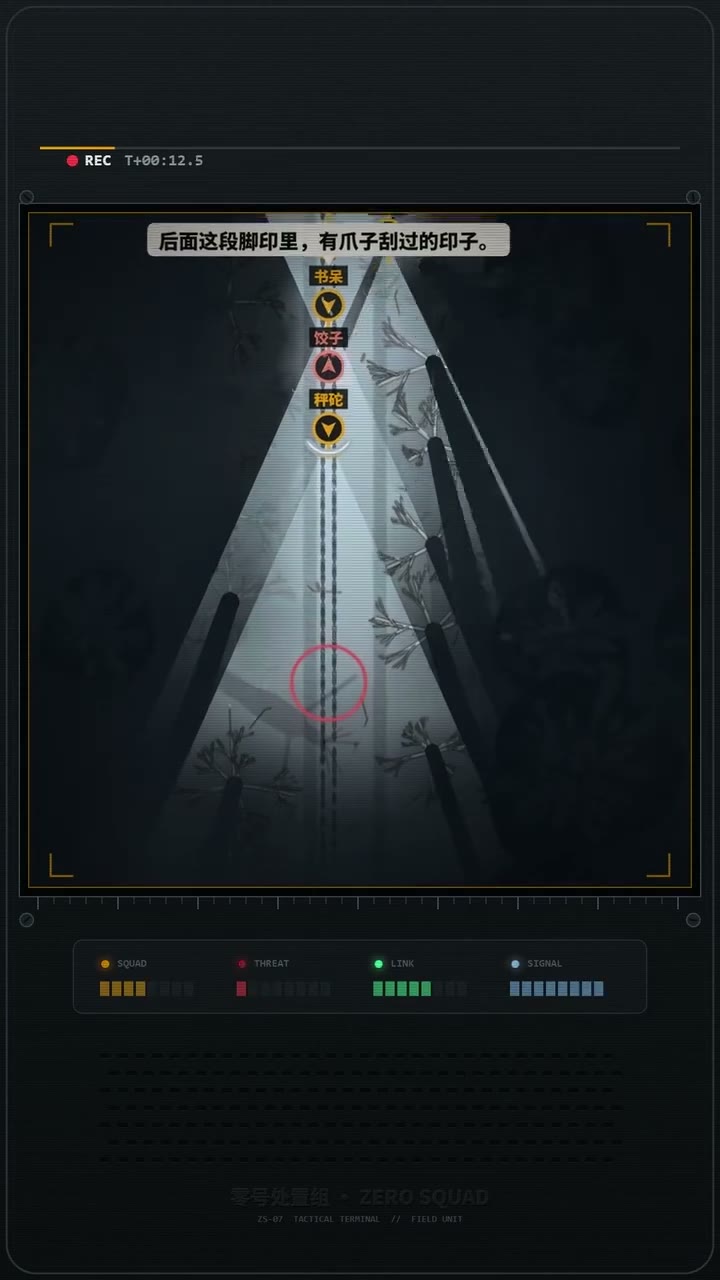 REC T+00:12.5
后面这段脚印里，有爪子刮过的印子。
书呆
饺子
秤砣
SQUAD THREAT LINK SIGNAL
零号处置组 · ZERO SQUAD
ZS-07 TACTICAL TERMINAL // FIELD UNIT